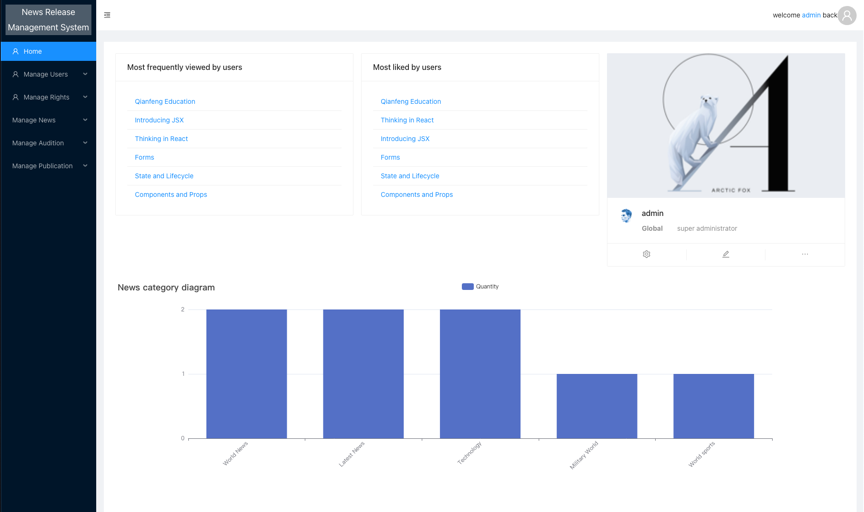 News Release
Management System
Home
Manage Users
Manage Rights
Manage News
Manage Audition
Manage Publication
welcome admin back
Most frequently viewed by users
Qianfeng Education
Introducing JSX
Thinking in React
Forms
State and Lifecycle
Components and Props
Most liked by users
Qianfeng Education
Thinking in React
Introducing JSX
Forms
State and Lifecycle
Components and Props
ARCTIC FOX
admin
Global super administrator
News category diagram
Quantity
2
1
0
World News
Latest News
Tachnology
Military World
World sports